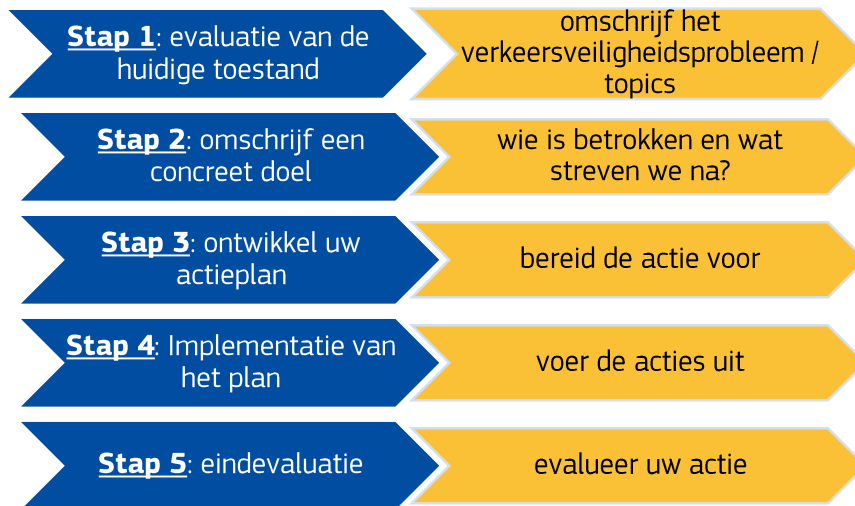 Stap 1: evaluatie van de
huidige toestand
omschrijf het
verkeersveiligheidsprobleem /
topics
Stap 2: omschrijf een
concreet doel
wie is betrokken en wat
streven we na?
Stap 3: ontwikkel uw
actieplan
bereid de actie voor
Stap 4: Implementatie van
het plan
voer de acties uit
Stap 5: eindevaluatie
evalueer uw actie